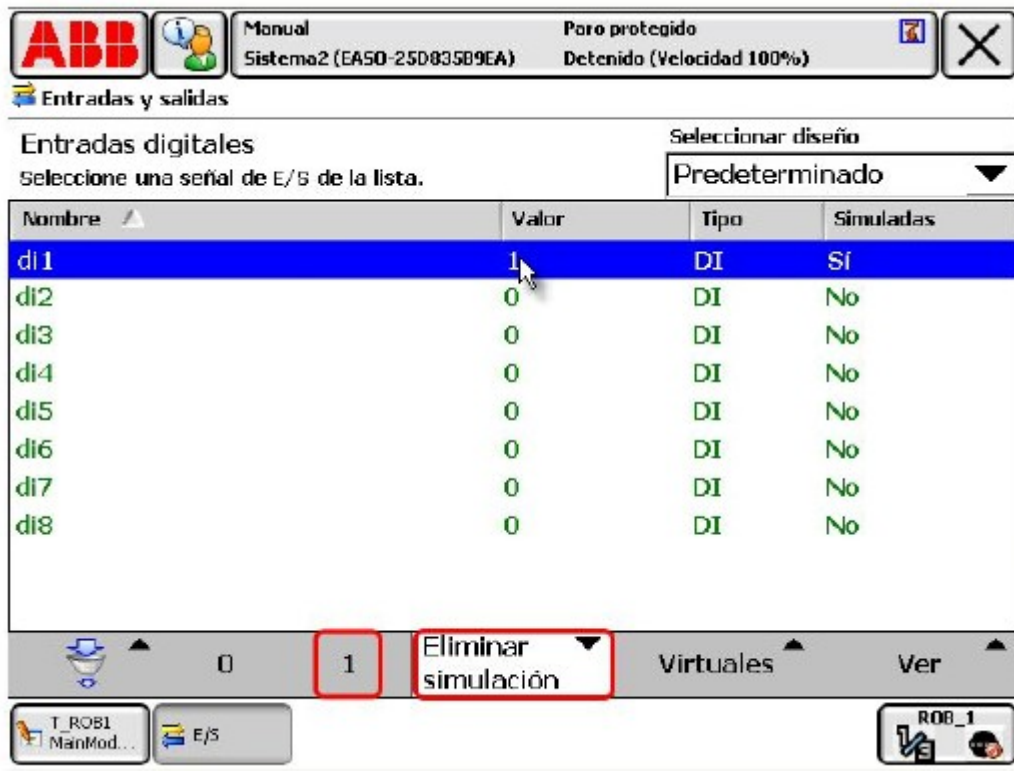 ABB
Manual
Sistema2 (EASO-25D835B9EA)
Paro protegido
Detenido (Velocidad 100%)
Entradas y salidas
Entradas digitales
Seleccione una señal de E/S de la lista.
Seleccionar diseño
Predeterminado
Nombre Valor Tipo Simuladas
di1 1 DI Sí
di2 0 DI No
di3 0 DI No
di4 0 DI No
di5 0 DI No
di6 0 DI No
di7 0 DI No
di8 0 DI No
0 1 Eliminar simulación Virtuales Ver
T_ROB1
MainMod...
E/S
ROB_1